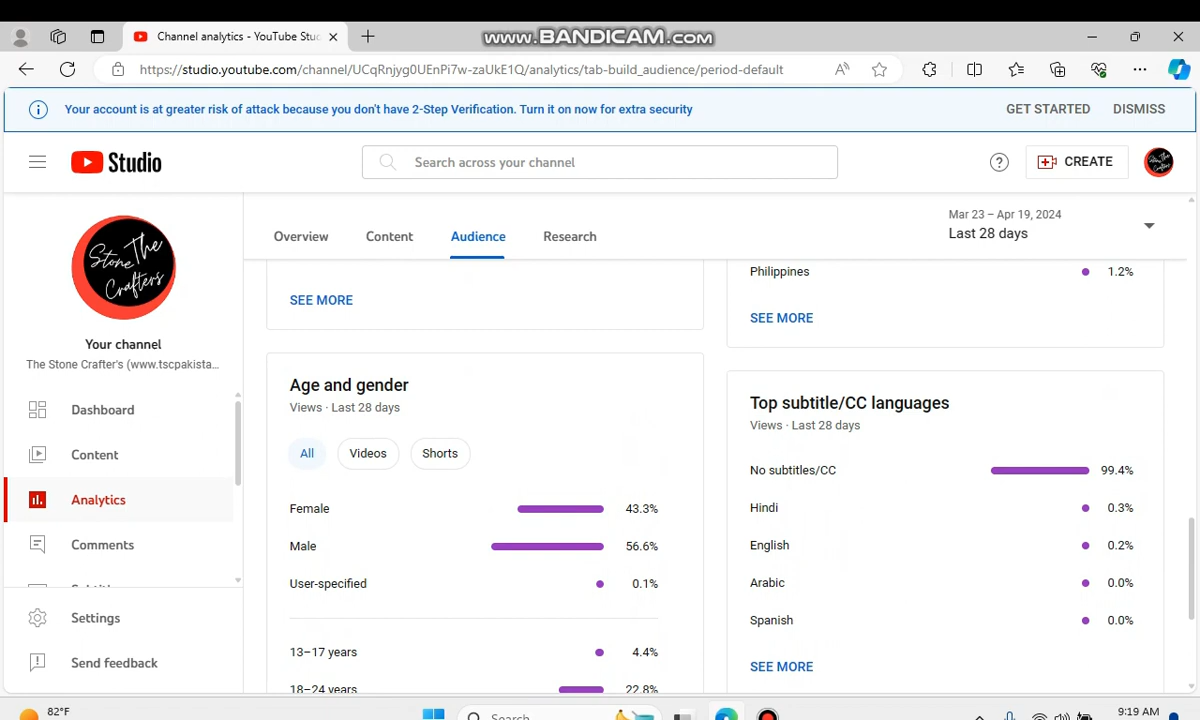 www.BANDICAM.com
Channel analytics - YouTube Stu
https://studio.youtube.com/channel/UCqRnjyg0UEnPi7w-zaUkE1Q/analytics/tab-build_audience/period-default
Your account is at greater risk of attack because you don't have 2-Step Verification. Turn it on now for extra security
GET STARTED
DISMISS
Studio
Search across your channel
CREATE
Stone The Crafters
Your channel
The Stone Crafter's (www.tscpakista...
Dashboard
Content
Analytics
Comments
Settings
Send feedback
Overview
Content
Audience
Research
Mar 23 – Apr 19, 2024
Last 28 days
SEE MORE
Philippines 1.2%
SEE MORE
Age and gender
Views · Last 28 days
All
Videos
Shorts
Female 43.3%
Male 56.6%
User-specified 0.1%
13–17 years 4.4%
18–24 years 22.8%
Top subtitle/CC languages
Views · Last 28 days
No subtitles/CC 99.4%
Hindi 0.3%
English 0.2%
Arabic 0.0%
Spanish 0.0%
SEE MORE
82°F
Search
9:19 AM